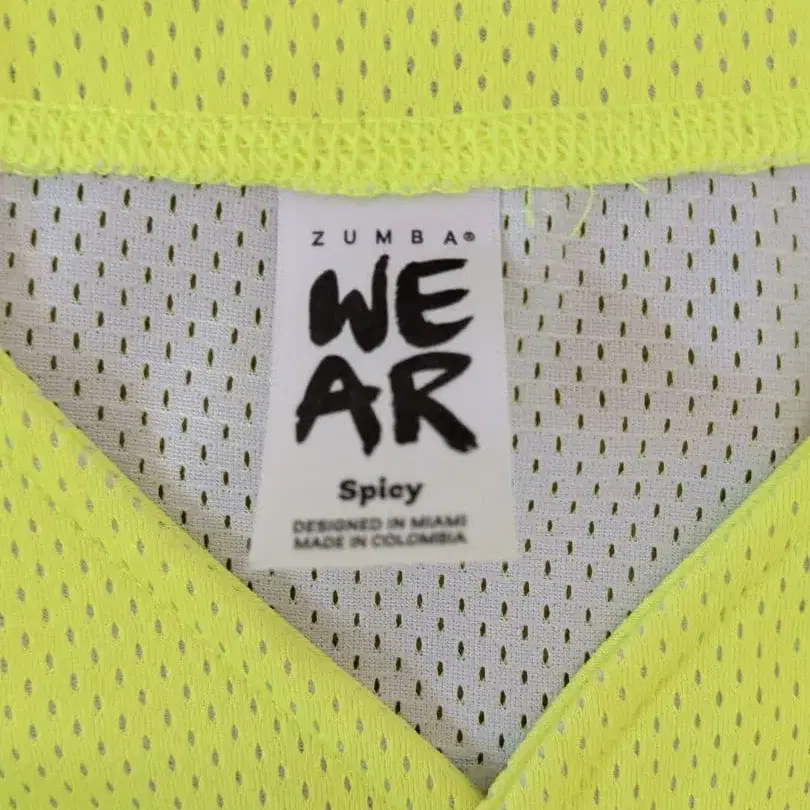 ZUMBA®
WE
AR
Spicy
DESIGNED IN MIAMI
MADE IN COLOMBIA